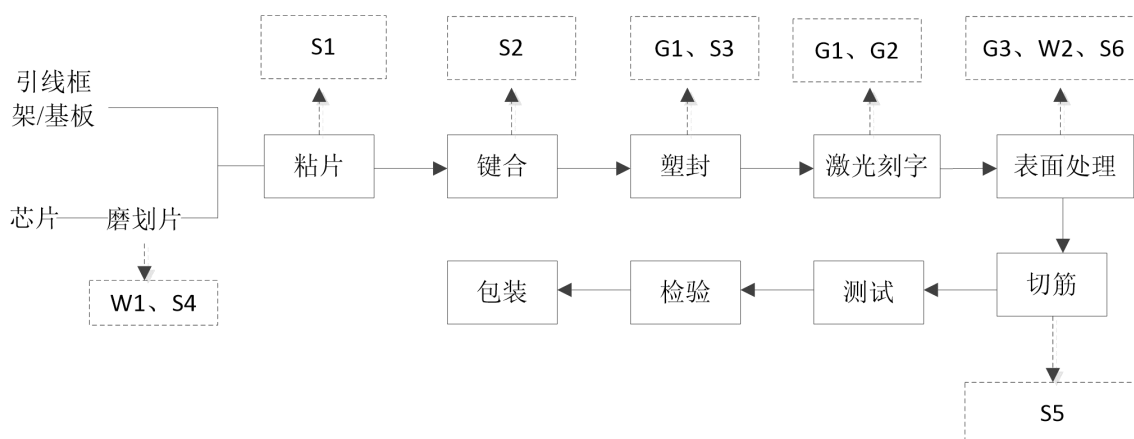 S1
S2
G1、S3
G1、G2
G3、W2、S6
引线框
架/基板
粘片
键合
塑封
激光刻字
表面处理
芯片
磨划片
W1、S4
包装
检验
测试
切筋
S5